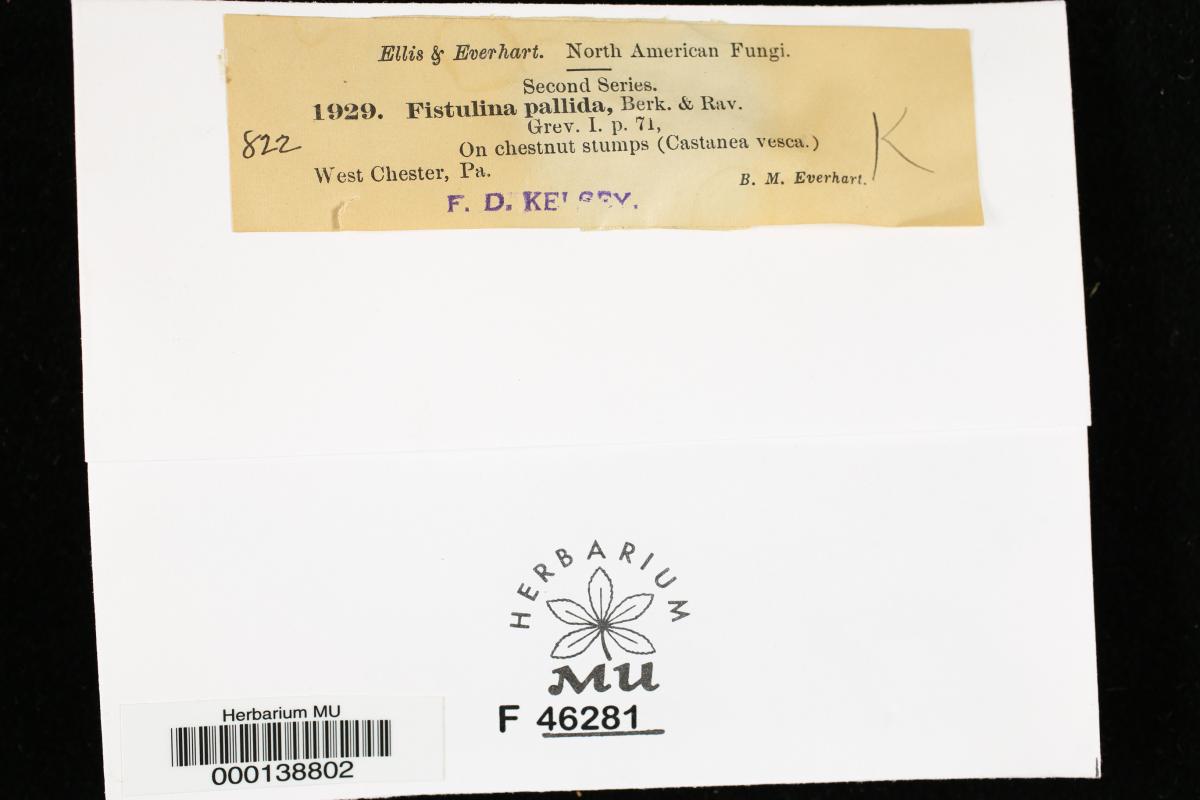 Ellis & Everhart. North American Fungi.
Second Series.
1929. Fistulina pallida, Berk. & Rav.
Grev. I. p. 71,
822
On chestnut stumps (Castanea vesca.)
K
West Chester, Pa.
B. M. Everhart.
F. D. KELSEY.
HERBARIUM
MU
F 46281
Herbarium MU
000138802